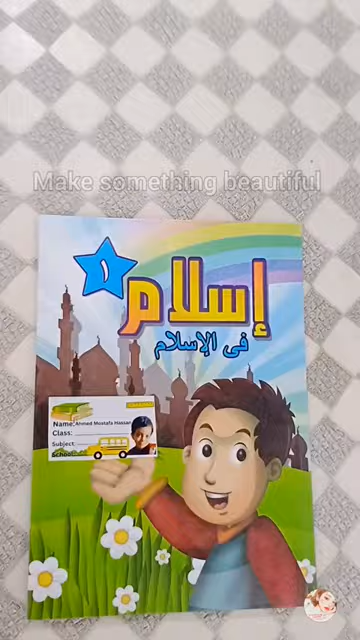 Make something beautiful
١
إسلام
فى الإسلام
Name: Ahmed Mostafa Hassan
Class:
Subject:
School: